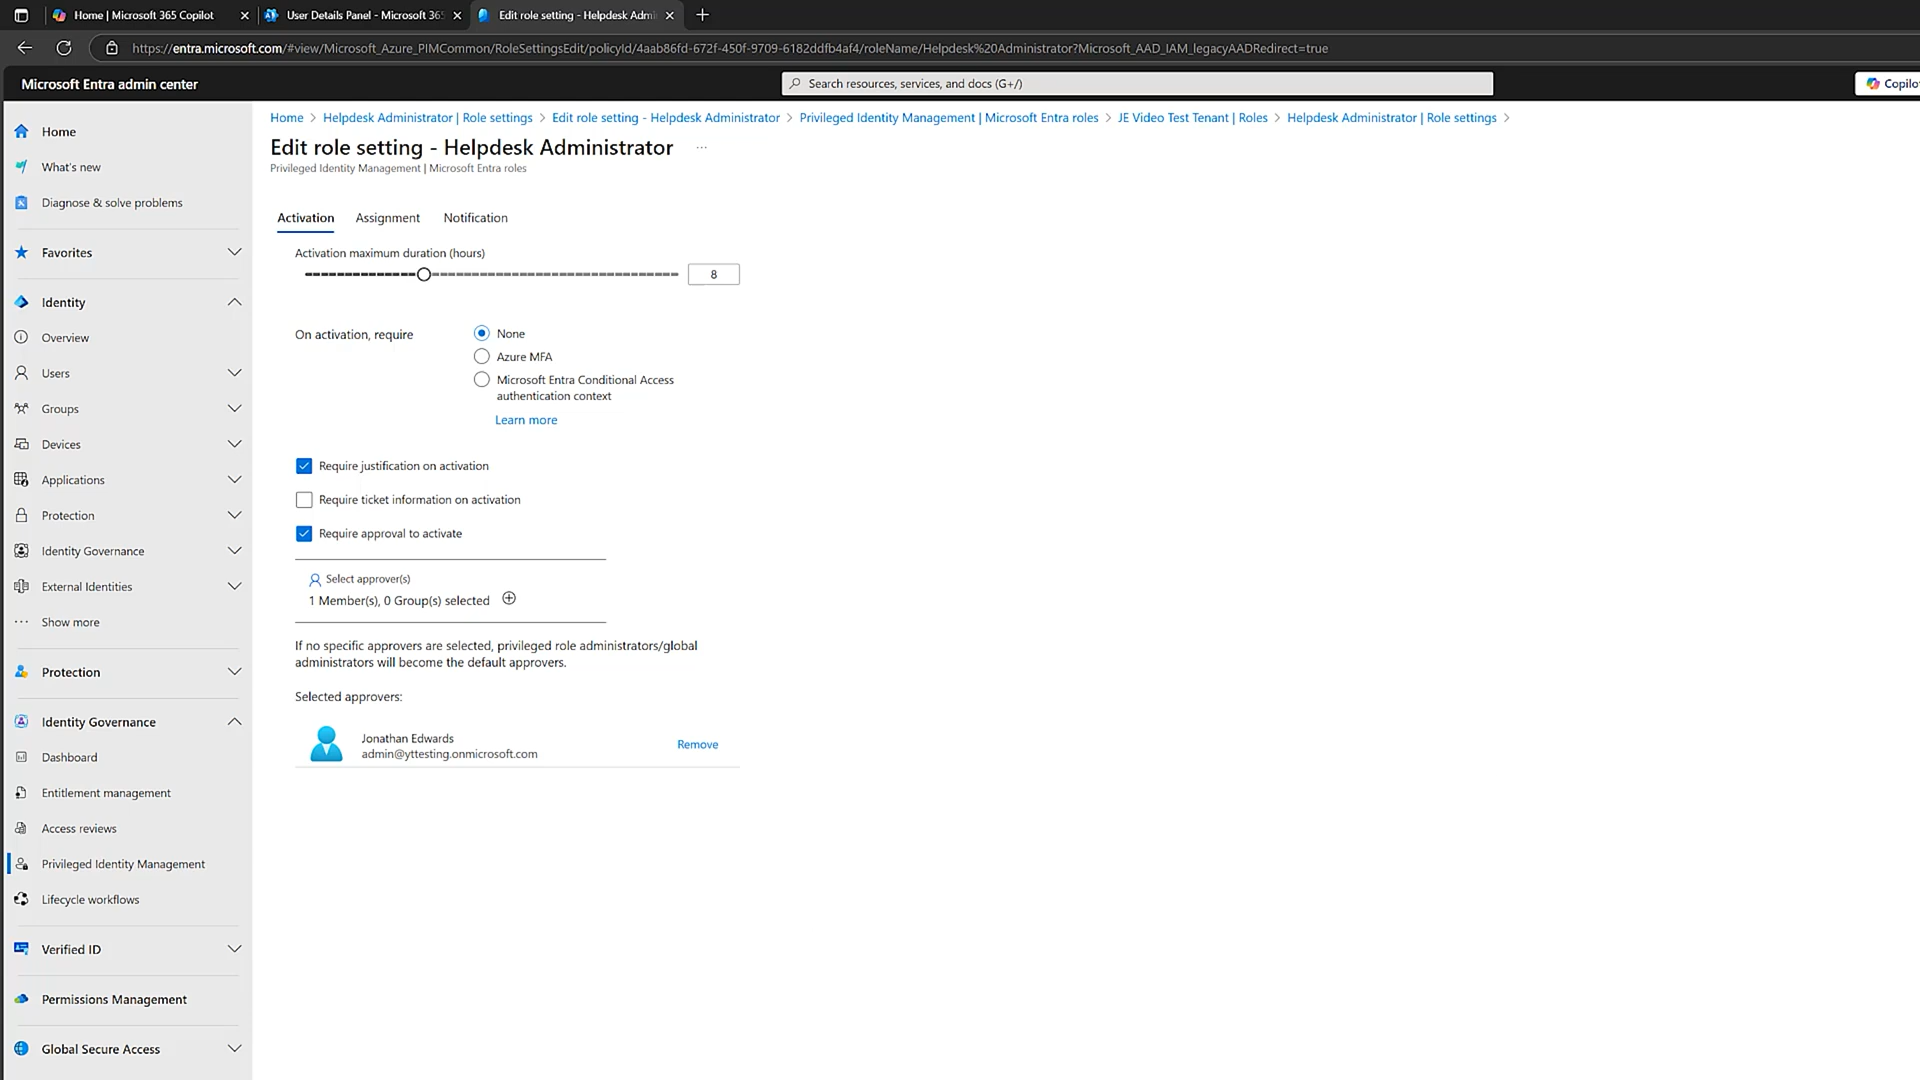 Home | Microsoft 365 Copilot
User Details Panel - Microsoft 36
Edit role setting - Helpdesk Admi
https://entra.microsoft.com/#view/Microsoft_Azure_PIMCommon/RoleSettingsEdit/policyId/4aab86fd-672f-450f-9709-6182ddfb4af4/roleName/Helpdesk%20Administrator?Microsoft_AAD_IAM_legacyAADRedirect=true
Microsoft Entra admin center
Search resources, services, and docs (G+/)
Copilo
Home
What's new
Diagnose & solve problems
Favorites
Identity
Overview
Users
Groups
Devices
Applications
Protection
Identity Governance
External Identities
Show more
Protection
Identity Governance
Dashboard
Entitlement management
Access reviews
Privileged Identity Management
Lifecycle workflows
Verified ID
Permissions Management
Global Secure Access
Home > Helpdesk Administrator | Role settings > Edit role setting - Helpdesk Administrator > Privileged Identity Management | Microsoft Entra roles > JE Video Test Tenant | Roles > Helpdesk Administrator | Role settings >
Edit role setting - Helpdesk Administrator ...
Privileged Identity Management | Microsoft Entra roles
Activation Assignment Notification
Activation maximum duration (hours)
8
On activation, require
None
Azure MFA
Microsoft Entra Conditional Access
authentication context
Learn more
Require justification on activation
Require ticket information on activation
Require approval to activate
Select approver(s)
1 Member(s), 0 Group(s) selected
If no specific approvers are selected, privileged role administrators/global
administrators will become the default approvers.
Selected approvers:
Jonathan Edwards
admin@yttesting.onmicrosoft.com
Remove